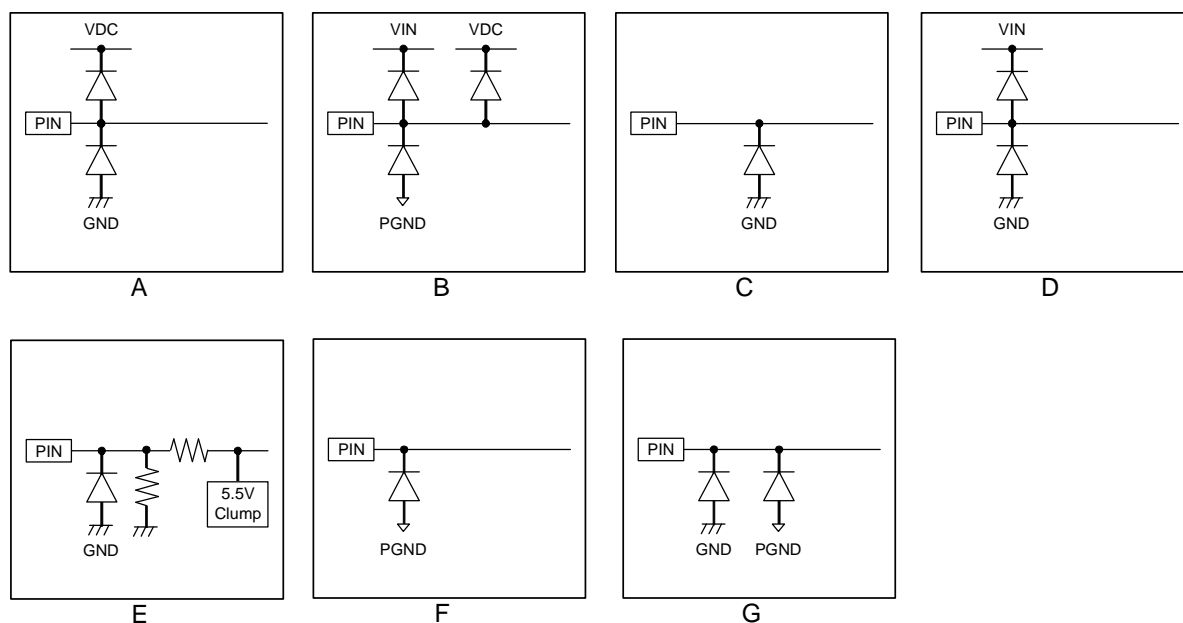 VDC
PIN
GND
A
VIN VDC
PIN
PGND
B
PIN
GND
C
VIN
PIN
GND
D
PIN
5.5V
Clump
GND
E
PIN
PGND
F
PIN
GND PGND
G